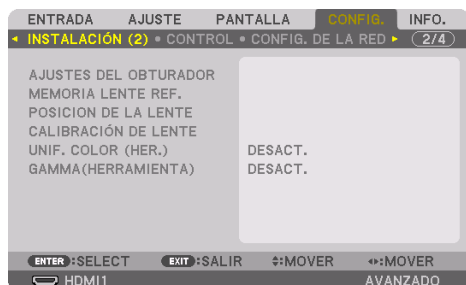 ENTRADA AJUSTE PANTALLA CONFIG. INFO.
INSTALACIÓN (2) • CONTROL • CONFIG. DE LA RED 2/4
AJUSTES DEL OBTURADOR
MEMORIA LENTE REF.
POSICION DE LA LENTE
CALIBRACIÓN DE LENTE
UNIF. COLOR (HER.) DESACT.
GAMMA(HERRAMIENTA) DESACT.
ENTER :SELECT EXIT :SALIR :MOVER :MOVER
HDMI1 AVANZADO